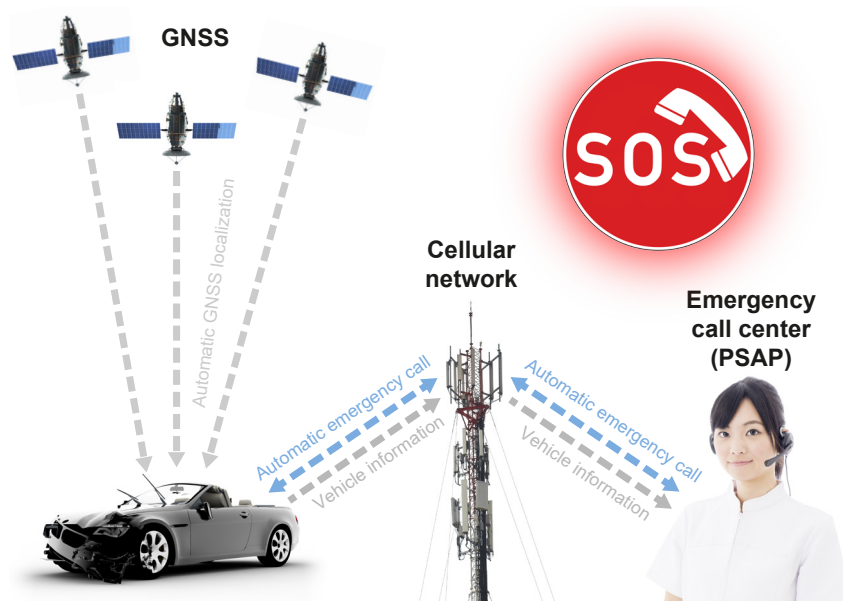 GNSS
SOS
Automatic GNSS localization
Cellular
network
Emergency
call center
(PSAP)
Automatic emergency call
Vehicle information
Automatic emergency call
Vehicle information